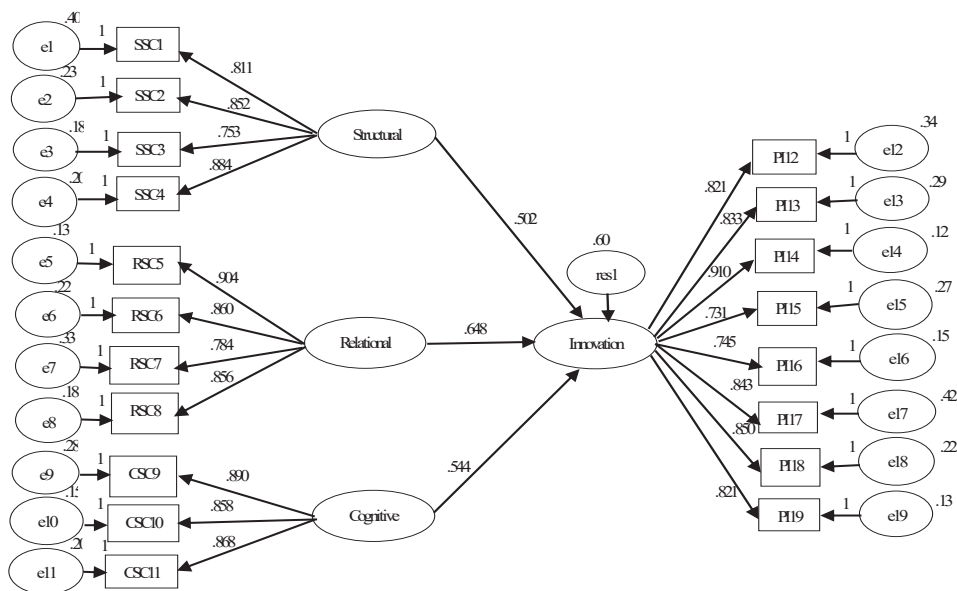 .40
e1
1
SSC1
.811
.23
e2
1
SSC2
.852
.18
e3
1
SSC3
.753
e4
1
SSC4
.884
Structural
.502
.13
e5
1
RSC5
.904
.22
e6
1
RSC6
.860
.33
e7
1
RSC7
.784
.18
e8
1
RSC8
.856
Relational
.648
.28
e9
1
CSC9
.890
e10
1
CSC10
.858
e11
1
CSC11
.868
Cognitive
.544
.60
res1
Innovation
.821
PI12
1
e12
.34
.833
PI13
1
e13
.29
.910
PI14
1
e14
.12
.731
PI15
1
e15
.27
.745
PI16
1
e16
.15
.843
PI17
1
e17
.42
.850
PI18
1
e18
.22
.821
PI19
1
e19
.13